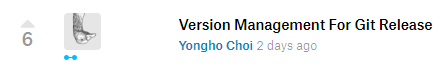 6
Version Management For Git Release
Yongho Choi 2 days ago